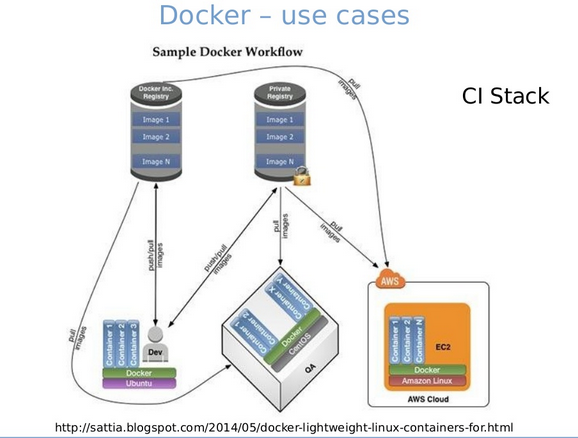 Docker – use cases
Sample Docker Workflow
CI Stack
Docker Inc.
Registry
Image 1
Image 2
Image N
Private
Registry
Image 1
Image 2
Image N
pull
images
push/pull
images
push/pull
images
pull
images
pull
images
pull
images
Container 1
Container 2
Container 3
Docker
Ubuntu
Dev
Container 1
Container 2
Container X
Container Y
Docker
CentOS
QA
AWS
Container 1
Container 2
Container N
EC2
Docker
Amazon Linux
AWS Cloud
http://sattia.blogspot.com/2014/05/docker-lightweight-linux-containers-for.html